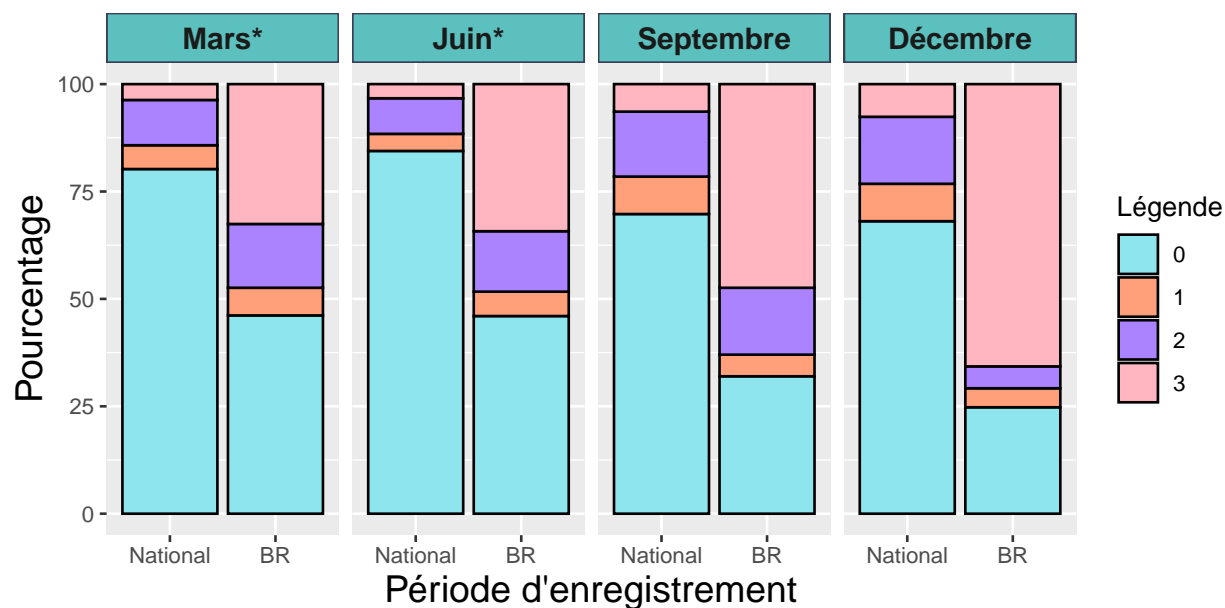 Mars* Juin* Septembre Décembre
100
75
50
25
0
Pourcentage
National BR National BR National BR National BR
Période d'enregistrement
Légende
0
1
2
3